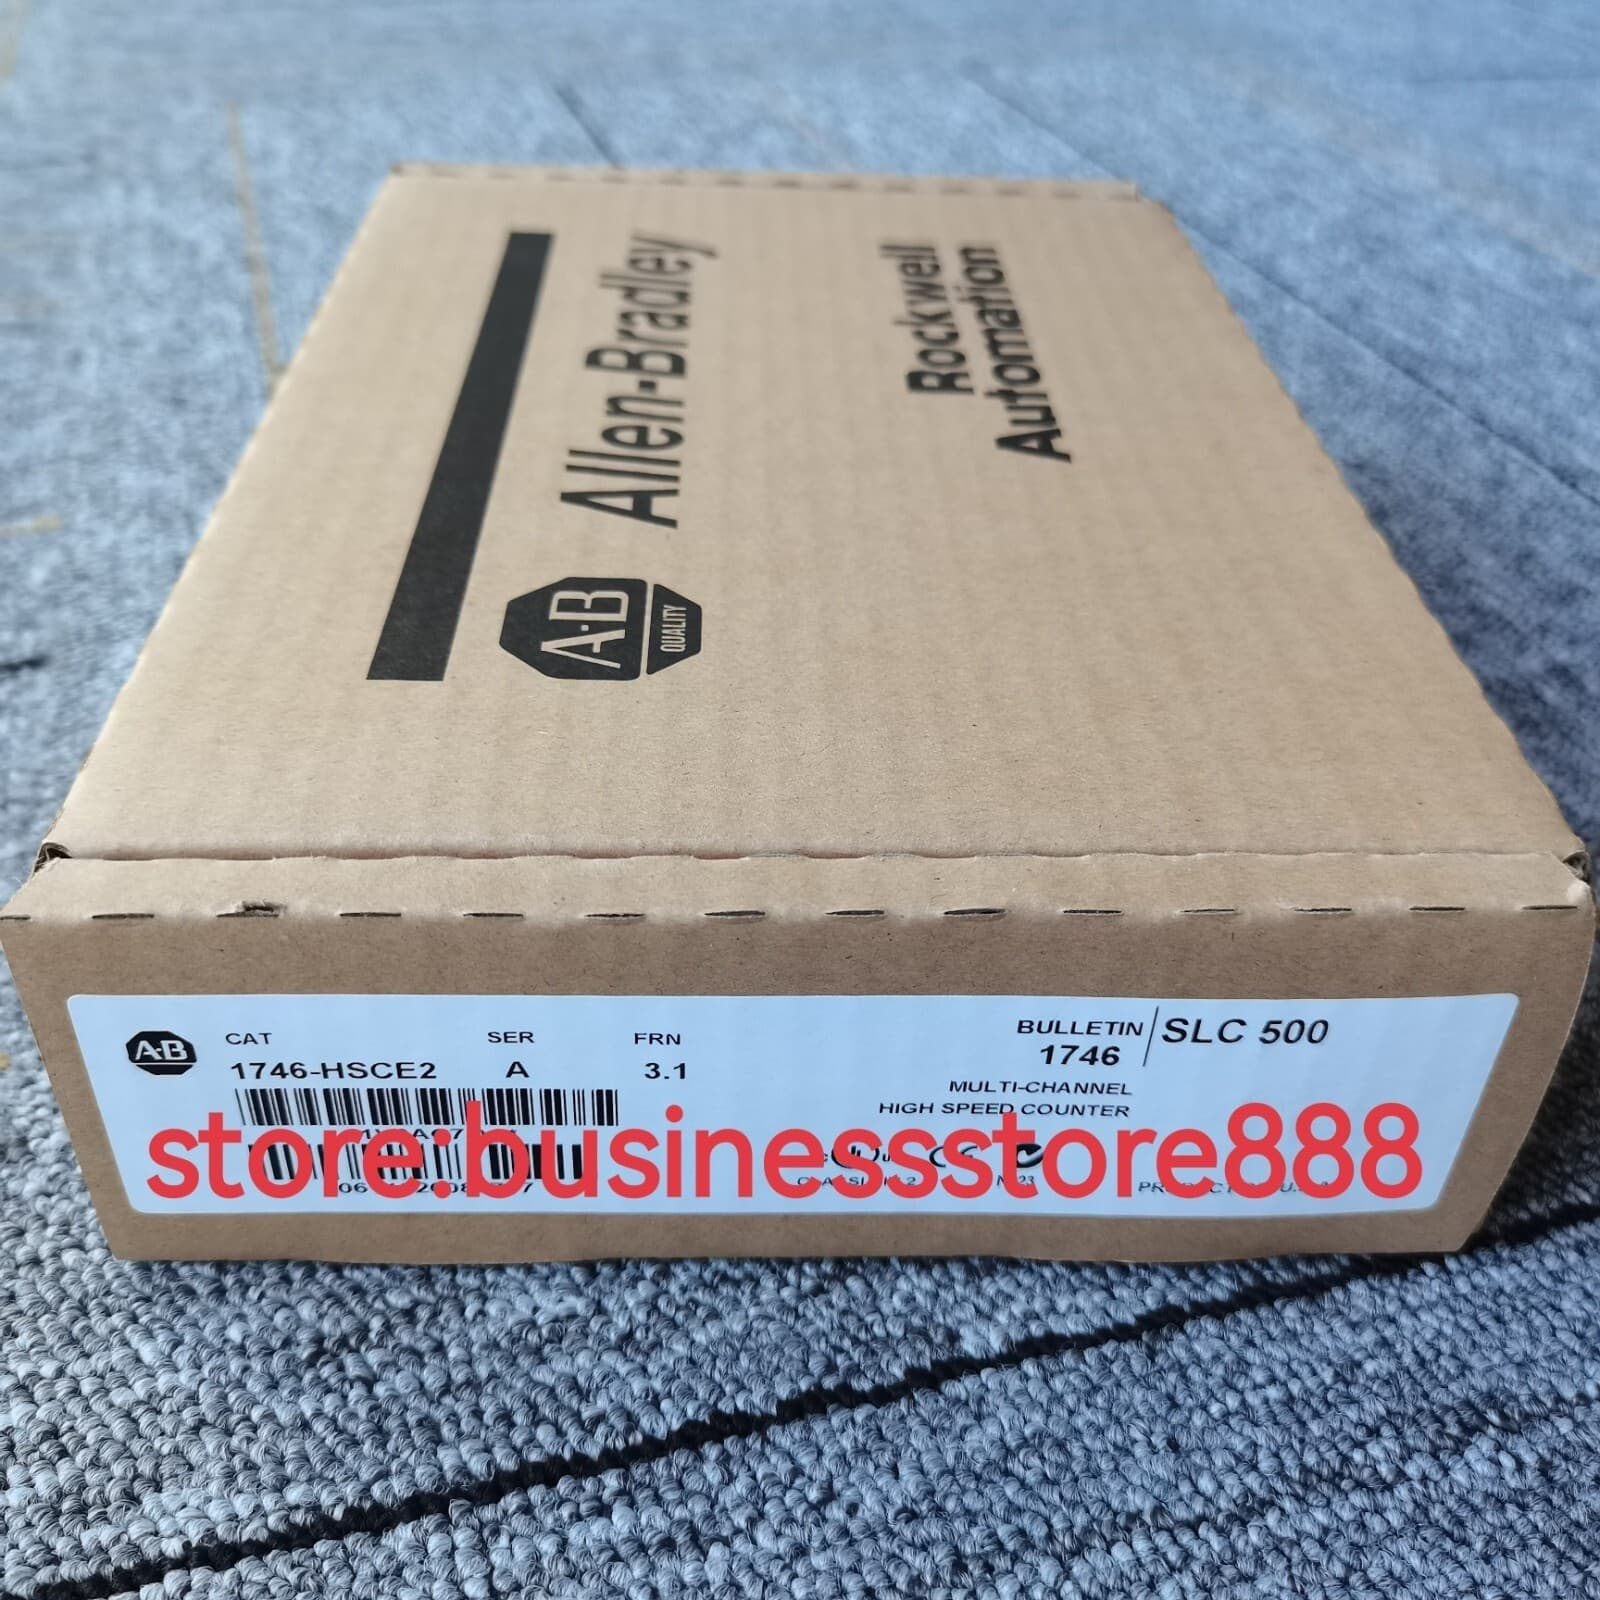 Allen-Bradley
Rockwell
Automation
A-B
QUALITY
A-B
CAT SER FRN
1746-HSCE2 A 3.1
BULLETIN
1746
SLC 500
MULTI-CHANNEL
HIGH SPEED COUNTER
store:businessstore888